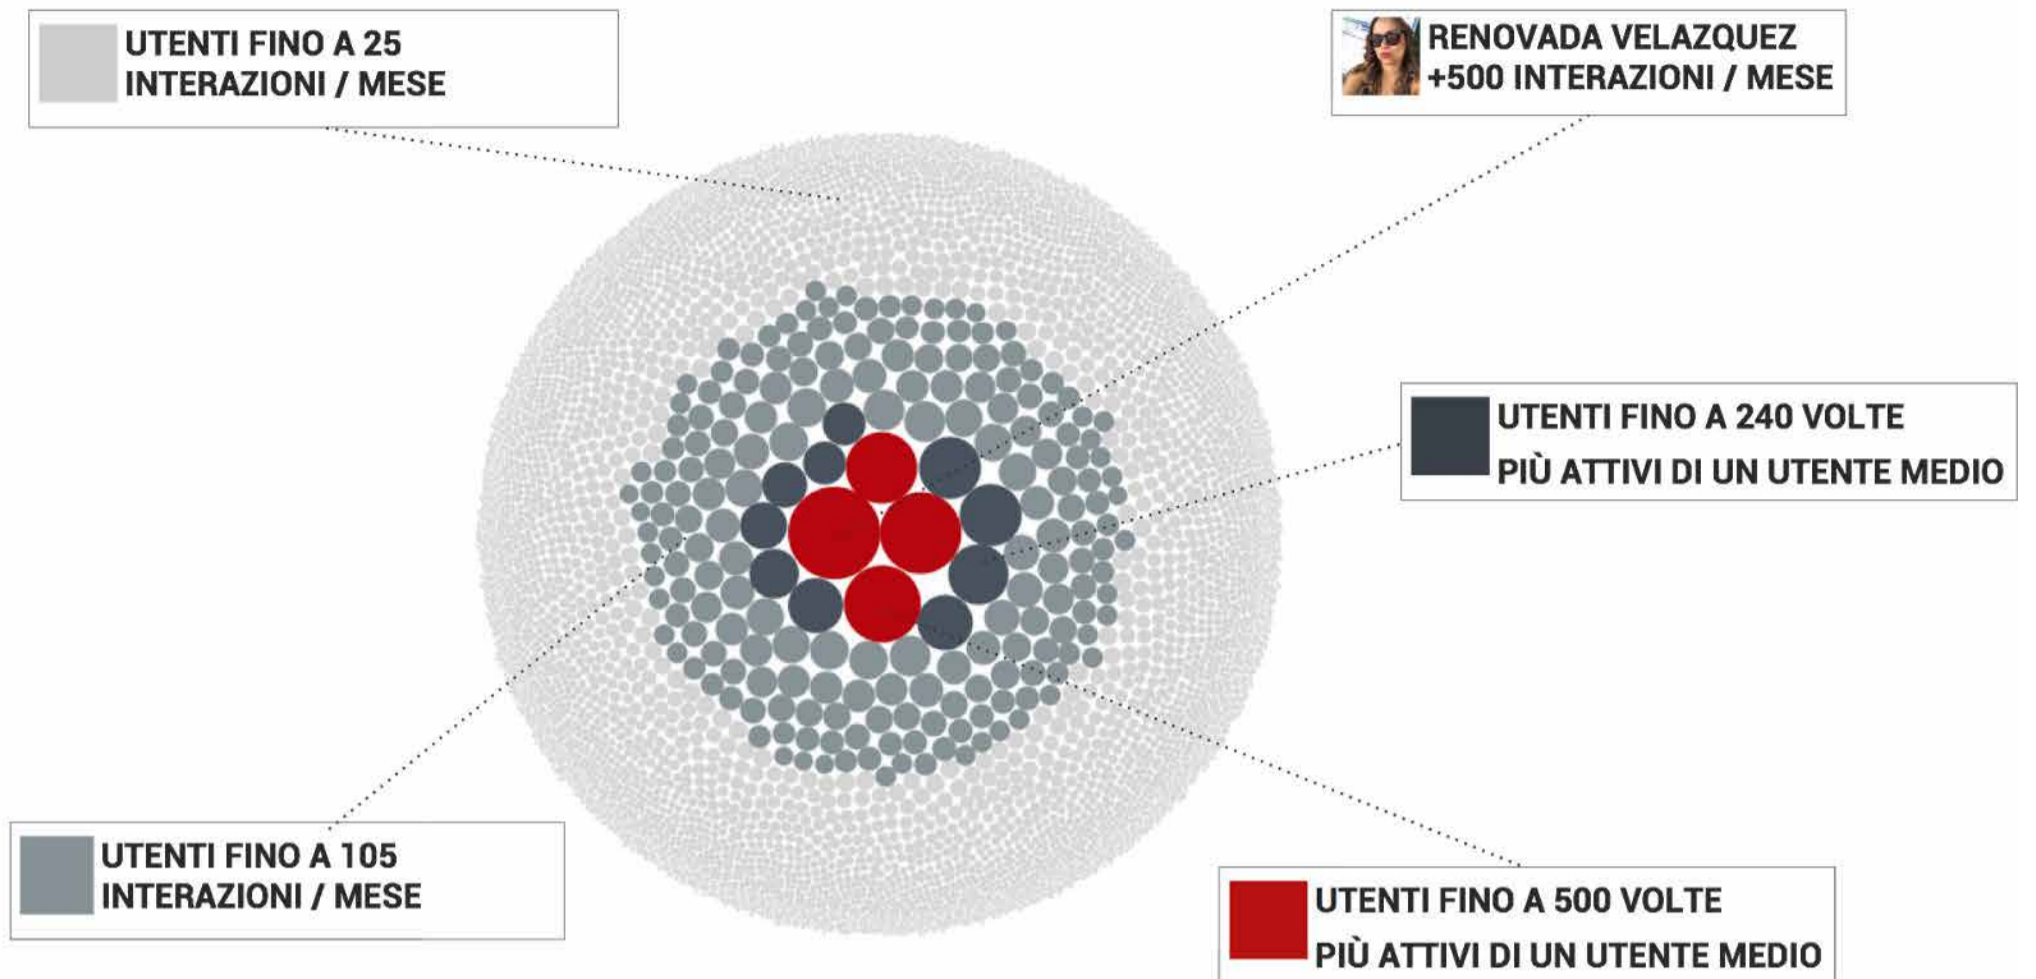 UTENTI FINO A 25
INTERAZIONI / MESE
RENOVADA VELAZQUEZ
+500 INTERAZIONI / MESE
UTENTI FINO A 240 VOLTE
PIÙ ATTIVI DI UN UTENTE MEDIO
UTENTI FINO A 105
INTERAZIONI / MESE
UTENTI FINO A 500 VOLTE
PIÙ ATTIVI DI UN UTENTE MEDIO